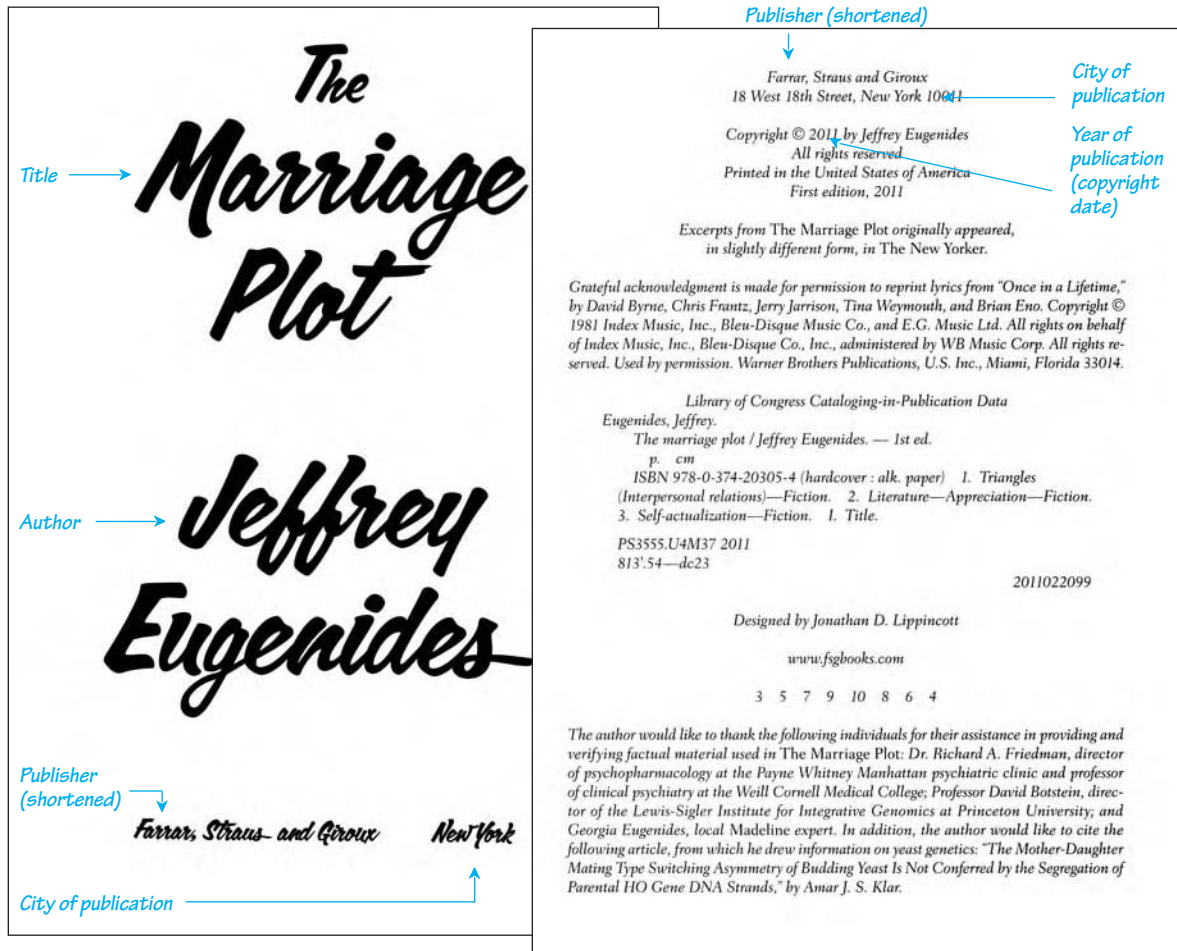 The
Marriage
Plot
Title
Jeffrey
Eugenides
Author
Publisher
(shortened)
Farrar, Straus and Giroux
New York
City of publication
Publisher (shortened)
Farrar, Straus and Giroux
18 West 18th Street, New York 10011
City of
publication
Copyright © 2011 by Jeffrey Eugenides
All rights reserved
Printed in the United States of America
First edition, 2011
Year of
publication
(copyright
date)
Excerpts from The Marriage Plot originally appeared,
in slightly different form, in The New Yorker.
Grateful acknowledgment is made for permission to reprint lyrics from "Once in a Lifetime,"
by David Byrne, Chris Frantz, Jerry Jarrison, Tina Weymouth, and Brian Eno. Copyright ©
1981 Index Music, Inc., Bleu-Disque Music Co., and E.G. Music Ltd. All rights on behalf
of Index Music, Inc., Bleu-Disque Co., Inc., administered by WB Music Corp. All rights re-
served. Used by permission. Warner Brothers Publications, U.S. Inc., Miami, Florida 33014.
Library of Congress Cataloging-in-Publication Data
Eugenides, Jeffrey.
The marriage plot / Jeffrey Eugenides. — 1st ed.
p. cm
ISBN 978-0-374-20305-4 (hardcover : alk. paper) 1. Triangles
(Interpersonal relations)—Fiction. 2. Literature—Appreciation—Fiction.
3. Self-actualization—Fiction. I. Title.
PS3555.U4M37 2011
813'.54—dc23
2011022099
Designed by Jonathan D. Lippincott
www.fsgbooks.com
3 5 7 9 10 8 6 4
The author would like to thank the following individuals for their assistance in providing and
verifying factual material used in The Marriage Plot: Dr. Richard A. Friedman, director
of psychopharmacology at the Payne Whitney Manhattan psychiatric clinic and professor
of clinical psychiatry at the Weill Cornell Medical College; Professor David Botstein, direc-
tor of the Lewis-Sigler Institute for Integrative Genomics at Princeton University; and
Georgia Eugenides, local Madeline expert. In addition, the author would like to cite the
following article, from which he drew information on yeast genetics: "The Mother-Daughter
Mating Type Switching Asymmetry of Budding Yeast Is Not Conferred by the Segregation of
Parental HO Gene DNA Strands," by Amar J. S. Klar.